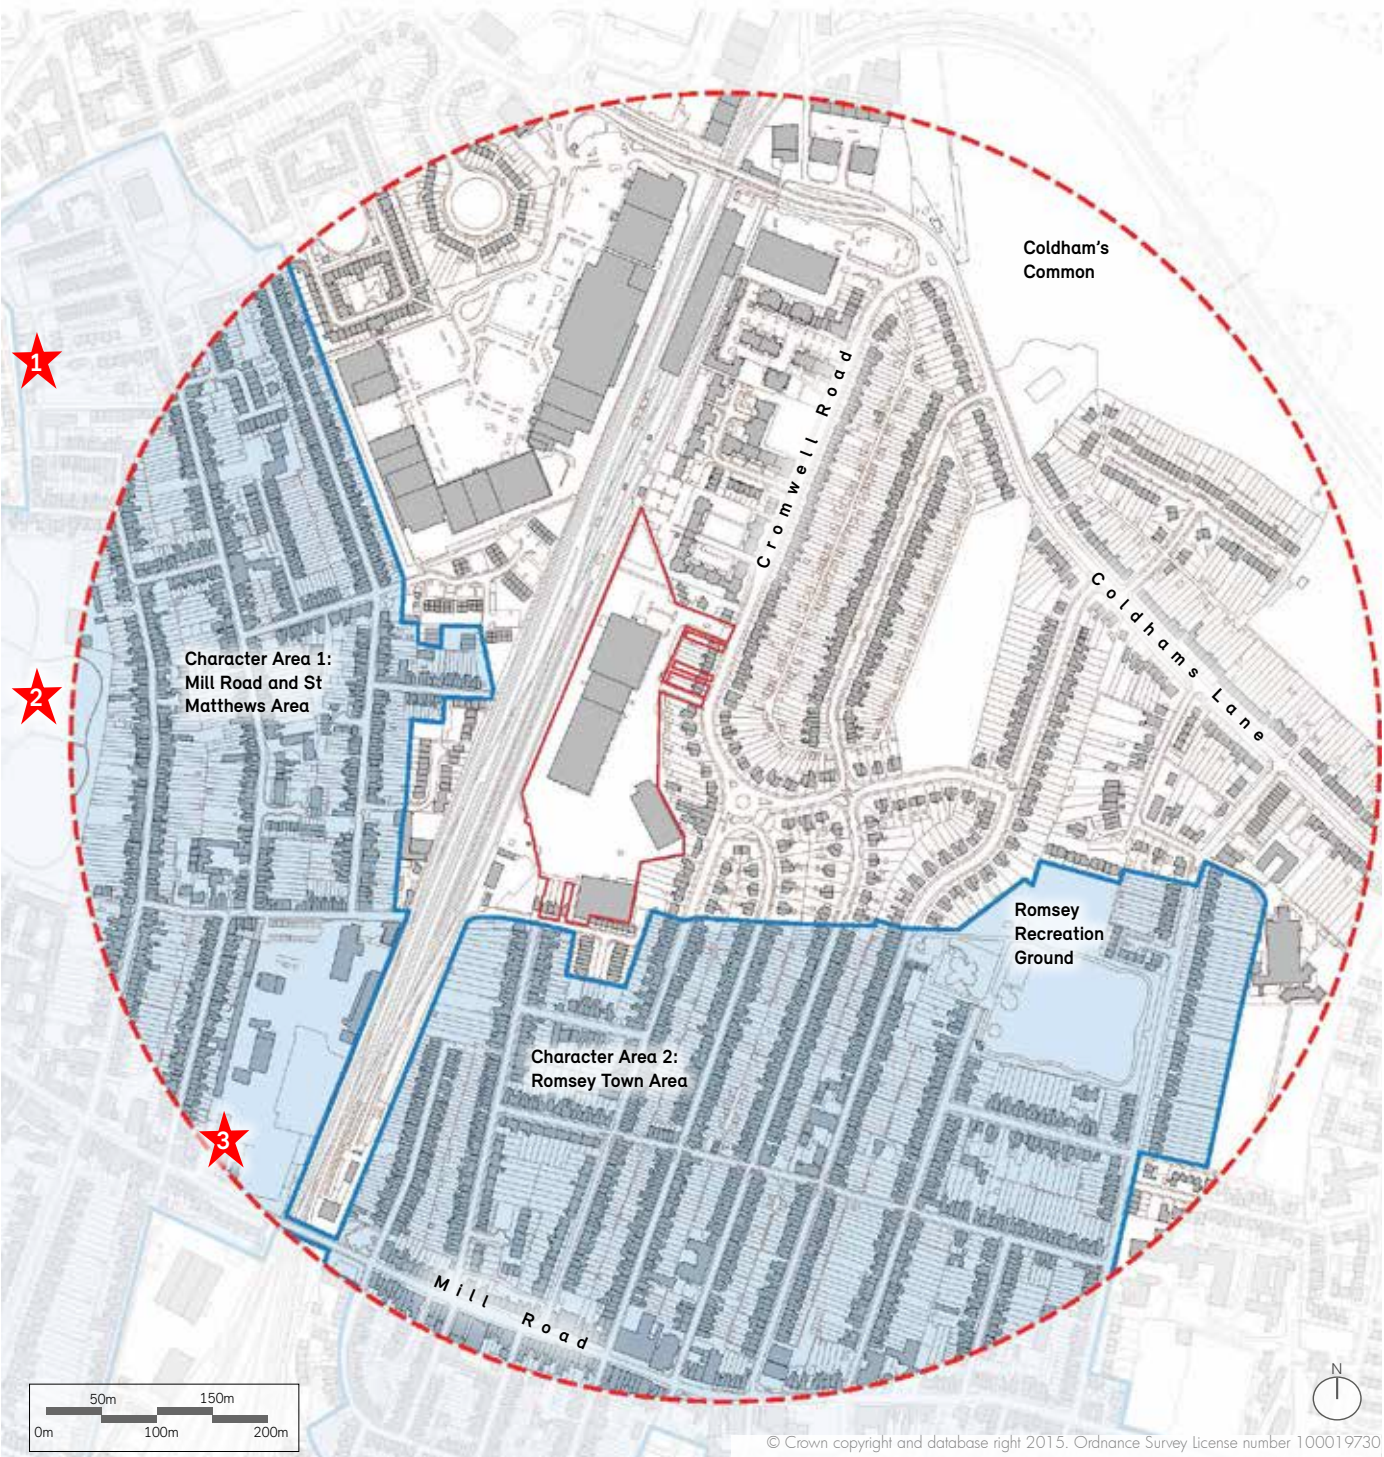 Coldham's
Common
1
Cromwell Road
Coldhams Lane
Character Area 1:
Mill Road and St
Matthews Area
2
Romsey
Recreation
Ground
Character Area 2:
Romsey Town Area
3
Mill Road
N
50m 150m
0m 100m 200m
© Crown copyright and database right 2015. Ordnance Survey License number 100019730